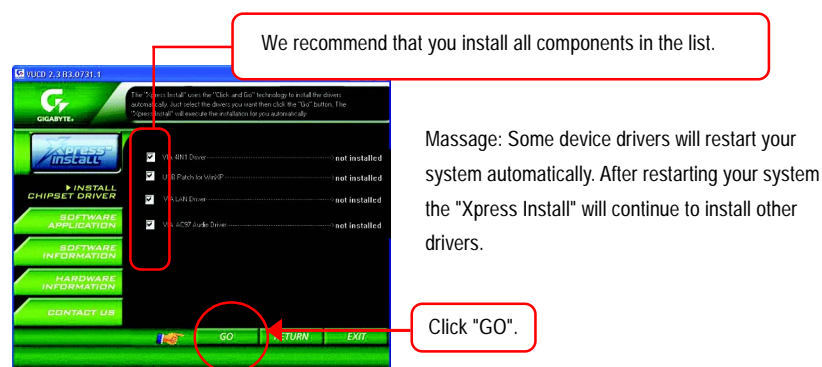 We recommend that you install all components in the list.
VUCD 2.3 B3.0731.1
GIGABYTE
The "Xpress Install" uses the "Click and Go" technology to install the drivers
automatically. Just select the drivers you want then click the "GO" button. The
"Xpress Install" will execute the installation for you automatically.
Xpress
INSTALL
VIA 4IN1 Driver not installed
USB Patch for WinXP not installed
VIA LAN Driver not installed
VIA AC97 Audio Driver not installed
INSTALL
CHIPSET DRIVER
SOFTWARE
APPLICATION
SOFTWARE
INFORMATION
HARDWARE
INFORMATION
CONTACT US
GO RETURN EXIT
Massage: Some device drivers will restart your
system automatically. After restarting your system
the "Xpress Install" will continue to install other
drivers.
Click "GO".